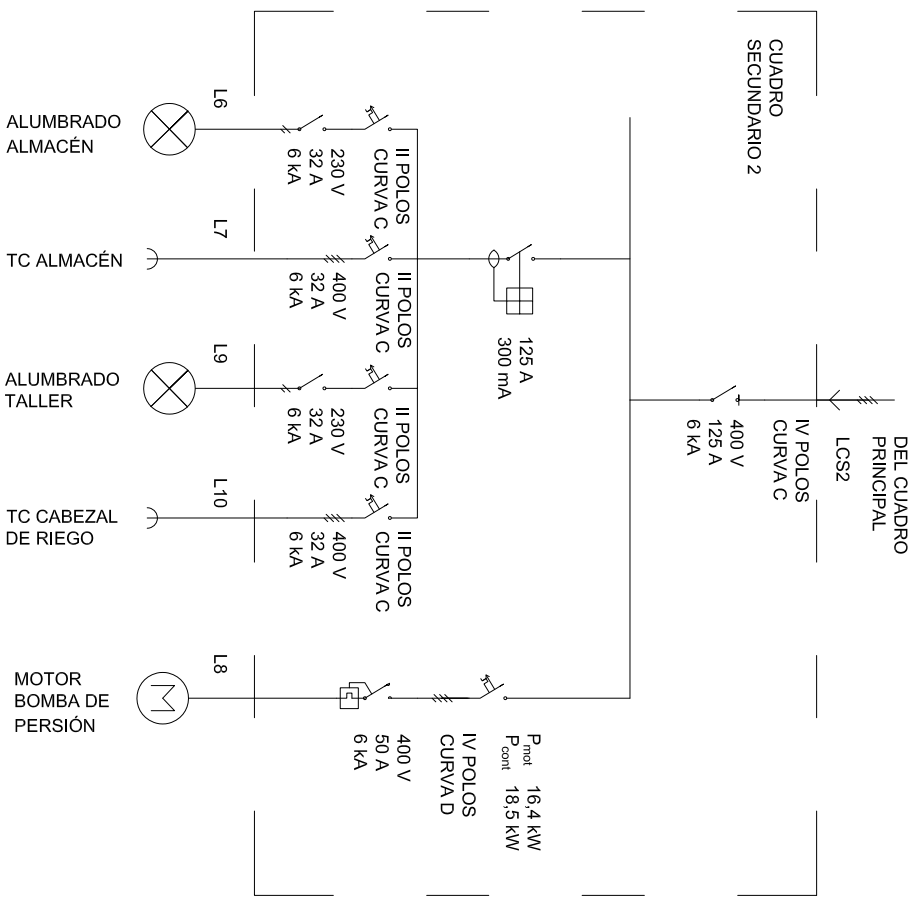 CUADRO
SECUNDARIO 2
DEL CUADRO
PRINCIPAL
LCS2
IV POLOS
CURVA C
400 V
125 A
6 kA
125 A
300 mA
L6
II POLOS
CURVA C
230 V
32 A
6 kA
ALUMBRADO
ALMACÉN
L7
II POLOS
CURVA C
400 V
32 A
6 kA
TC ALMACÉN
L9
II POLOS
CURVA C
230 V
32 A
6 kA
ALUMBRADO
TALLER
L10
II POLOS
CURVA C
400 V
32 A
6 kA
TC CABEZAL
DE RIEGO
L8
Pmot 16,4 kW
Pcont 18,5 kW
IV POLOS
CURVA D
400 V
50 A
6 kA
M
MOTOR
BOMBA DE
PERSIÓN